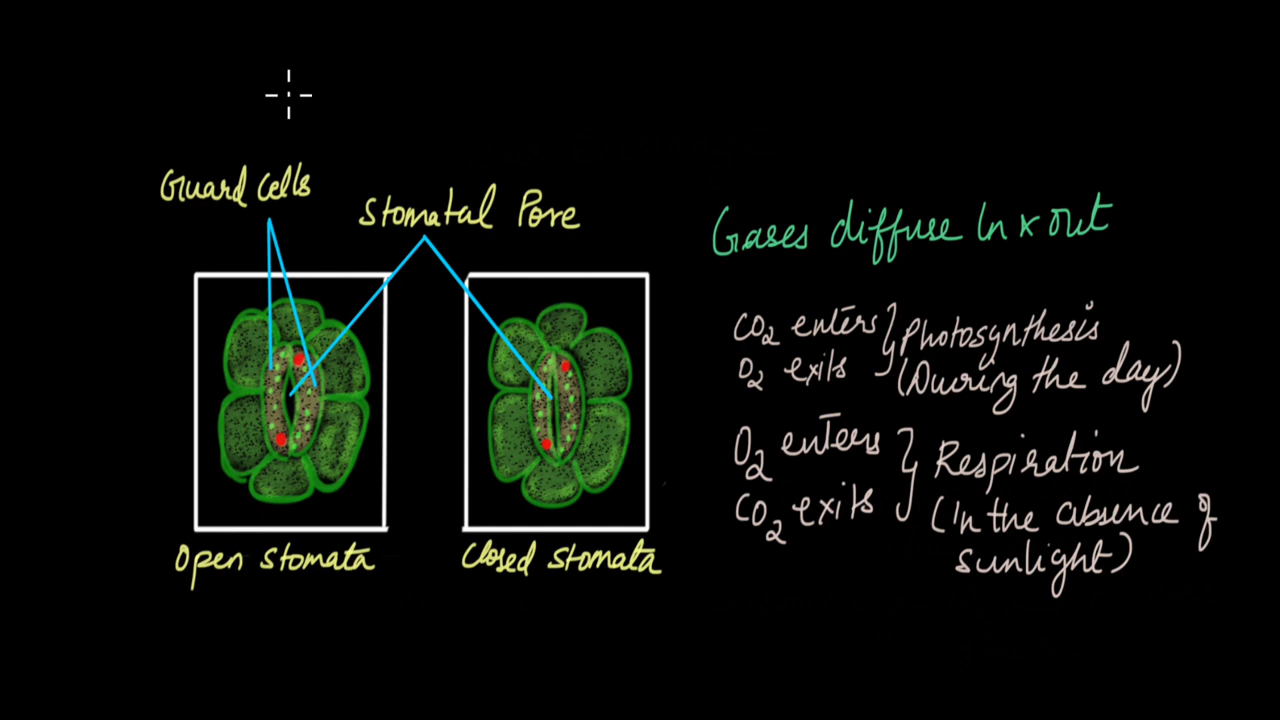 Guard Cells
Stomatal Pore
Open Stomata
Closed Stomata
Gases diffuse In & out
CO2 enters
O2 exits
Photosynthesis
(During the day)
O2 enters
CO2 exits
Respiration
(In the absence of
sunlight)